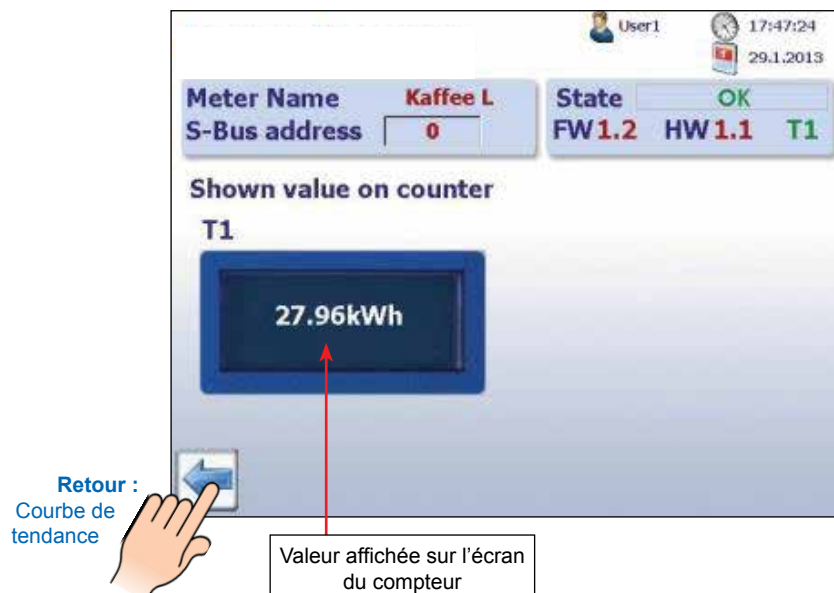 User1
17:47:24
29.1.2013
Meter Name Kaffee L
S-Bus address 0
State OK
FW 1.2 HW 1.1 T1
Shown value on counter
T1
27.96kWh
Retour :
Courbe de
tendance
Valeur affichée sur l'écran
du compteur